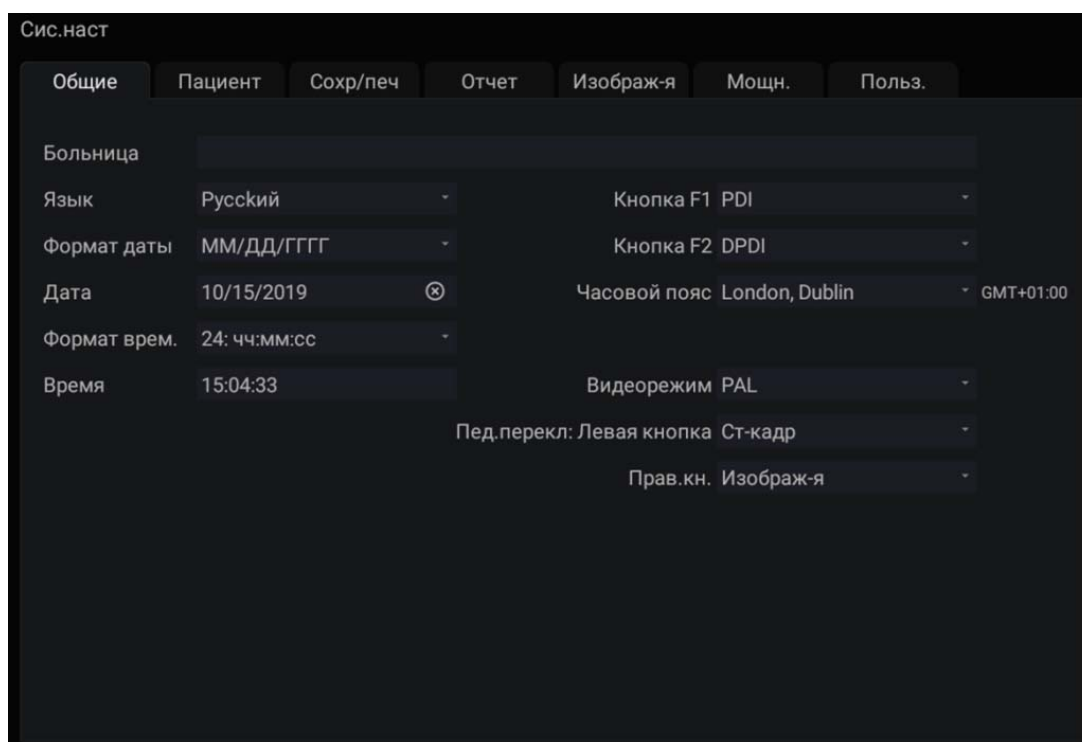 Сис.наст
Общие Пациент Сохр/печ Отчет Изображ-я Мощн. Польз.
Больница
Язык Русский Кнопка F1 PDI
Формат даты ММ/ДД/ГГГГ Кнопка F2 DPDI
Дата 10/15/2019 Часовой пояс London, Dublin GMT+01:00
Формат врем. 24: чч:мм:сс
Время 15:04:33 Видеорежим PAL
Пед.перекл: Левая кнопка Ст-кадр
Прав.кн. Изображ-я